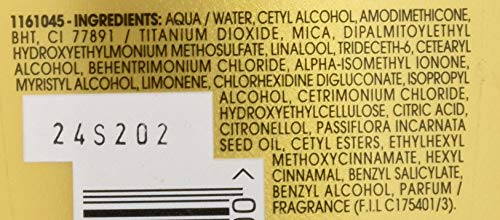 1161045 - INGREDIENTS: AQUA / WATER, CETYL ALCOHOL, AMODIMETHICONE,
BHT, CI 77891 / TITANIUM DIOXIDE, MICA, DIPALMITOYLETHYL
HYDROXYETHYLMONIUM METHOSULFATE, LINALOOL, TRIDECETH-6, CETEARYL
ALCOHOL, BEHENTRIMONIUM CHLORIDE, ALPHA-ISOMETHYL IONONE,
MYRISTYL ALCOHOL, LIMONENE, CHLORHEXIDINE DIGLUCONATE, ISOPROPYL
ALCOHOL, CETRIMONIUM CHLORIDE,
HYDROXYETHYLCELLULOSE, CITRIC ACID,
CITRONELLOL, PASSIFLORA INCARNATA
SEED OIL, CETYL ESTERS, ETHYLHEXYL
METHOXYCINNAMATE, HEXYL
CINNAMAL, BENZYL SALICYLATE,
BENZYL ALCOHOL, PARFUM /
FRAGRANCE (F.I.L C175401/3).
24S202